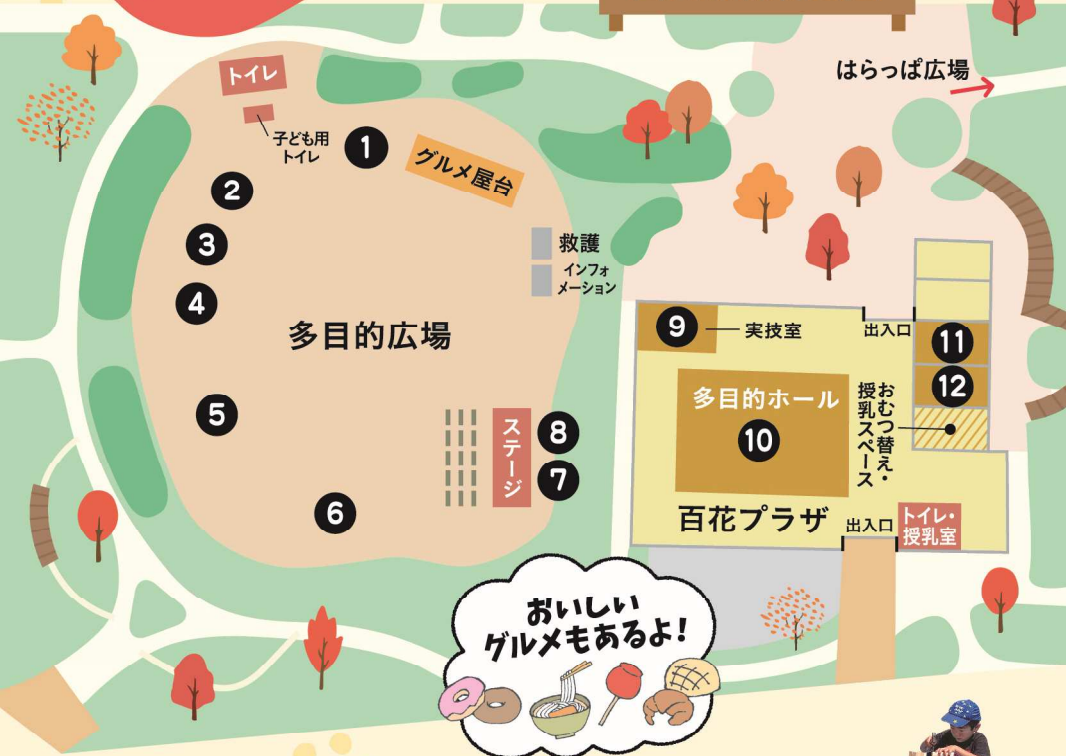 はらっぱ広場
トイレ
子ども用
トイレ
1
グルメ屋台
2
3
4
救護
インフォ
メーション
多目的広場
5
6
ステージ
8
7
9
実技室
出入口
11
12
多目的ホール
10
おむつ替え・
授乳スペース
百花プラザ
出入口
トイレ・
授乳室
おいしい
グルメもあるよ!